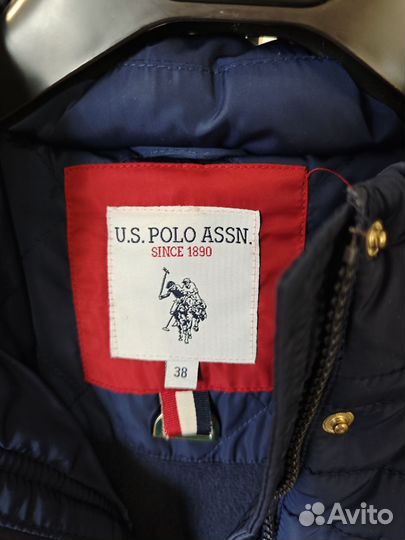 U.S. POLO ASSN.
SINCE 1890
38
Avito